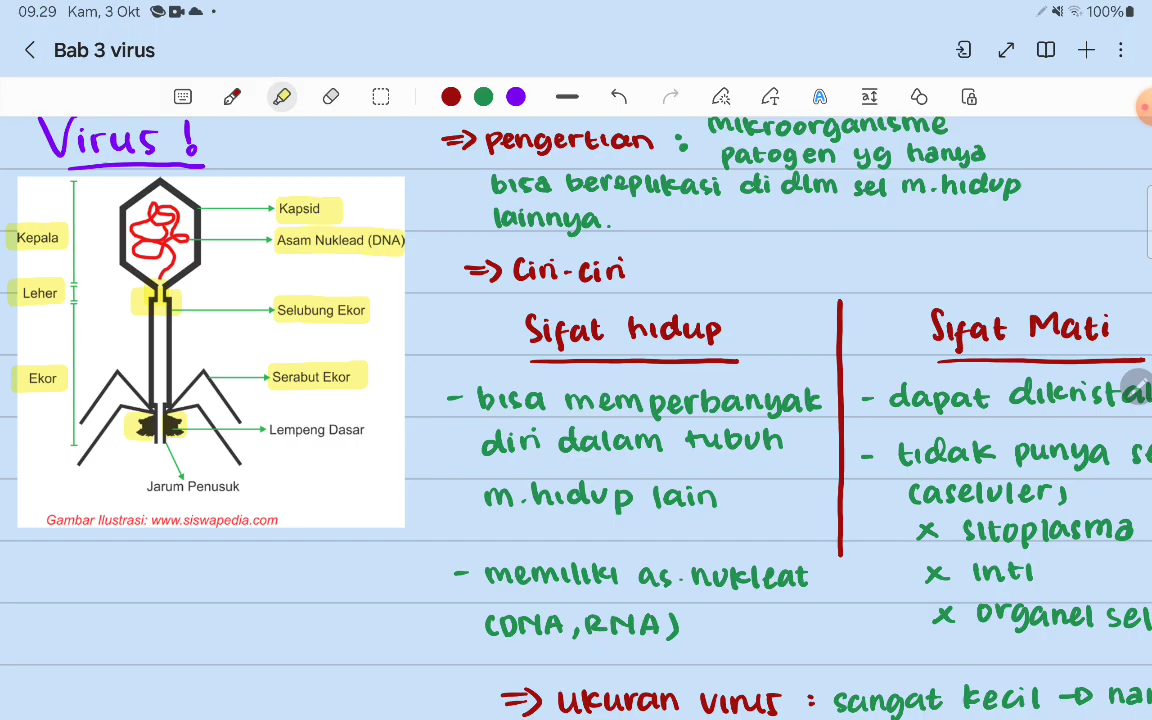 09.29 Kam, 3 Okt
100%
Bab 3 virus
Virus !
Kepala
Leher
Ekor
Kapsid
Asam Nuklead (DNA)
Selubung Ekor
Serabut Ekor
Lempeng Dasar
Jarum Penusuk
Gambar Ilustrasi: www.siswapedia.com
=> pengertian : mikroorganisme
patogen yg hanya
bisa bereplikasi di dlm sel m.hidup
lainnya.
=> Ciri-ciri
Sifat hidup
- bisa memperbanyak
diri dalam tubuh
m.hidup lain
- memiliki as.nukleat
(DNA, RNA)
Sifat Mati
- dapat dikristal
- tidak punya se
(aseluler)
x sitoplasma
x inti
x organel sel
=> ukuran virus : sangat kecil → nan